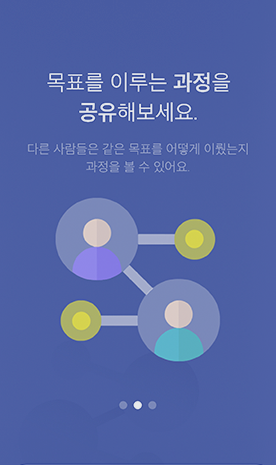 목표를 이루는 과정을
공유해보세요.
다른 사람들은 같은 목표를 어떻게 이뤘는지
과정을 볼 수 있어요.